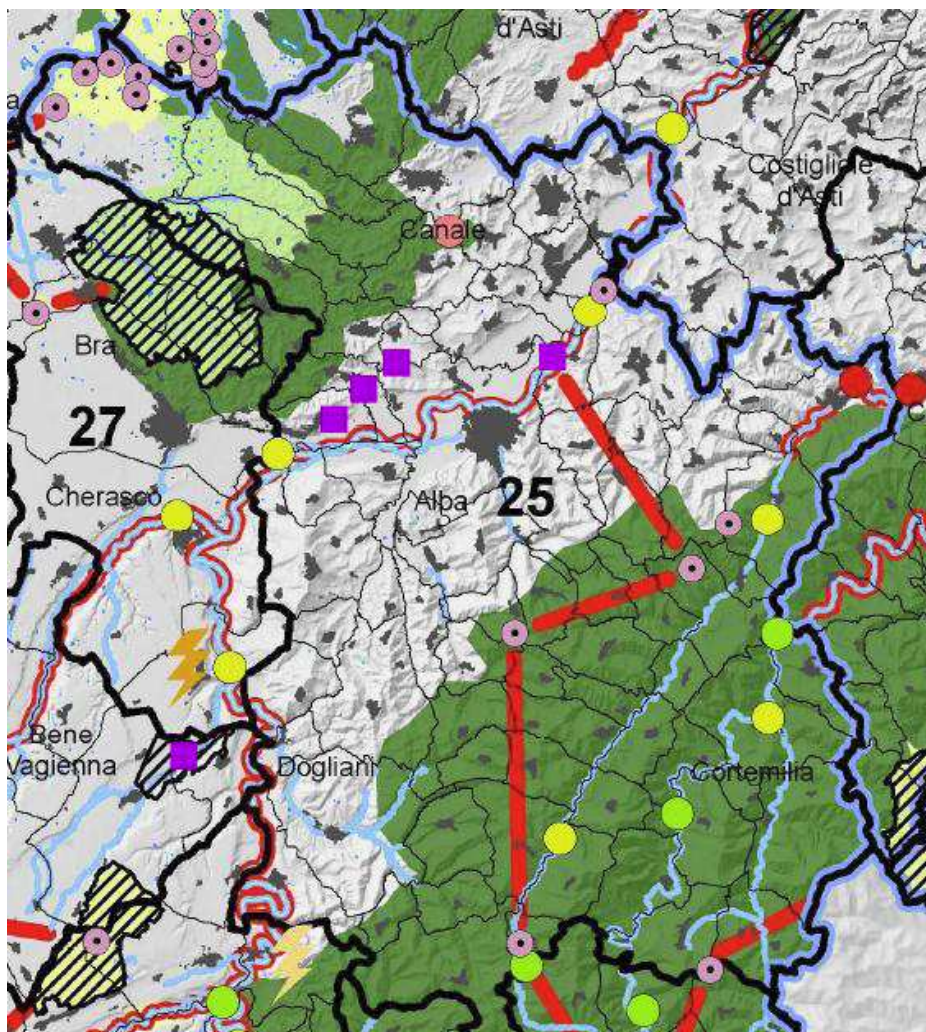 d'Asti
a
Costigliole
d'Asti
Canale
Bra
27
Cherasco
Alba
25
Bene
Vagienna
Dogliani
Cortemilia